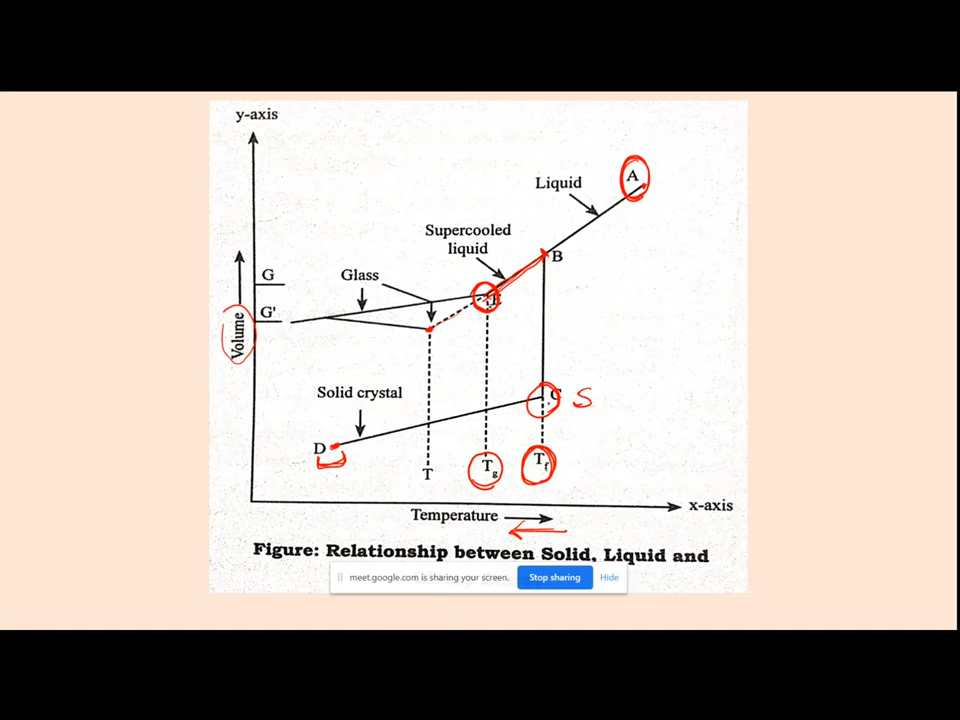 y-axis
A
Liquid
Supercooled
liquid
B
G
Glass
E
G'
Volume
Solid crystal
C S
D
T
Tg
Tf
x-axis
Temperature
Figure: Relationship between Solid, Liquid and
meet.google.com is sharing your screen.
Stop sharing
Hide